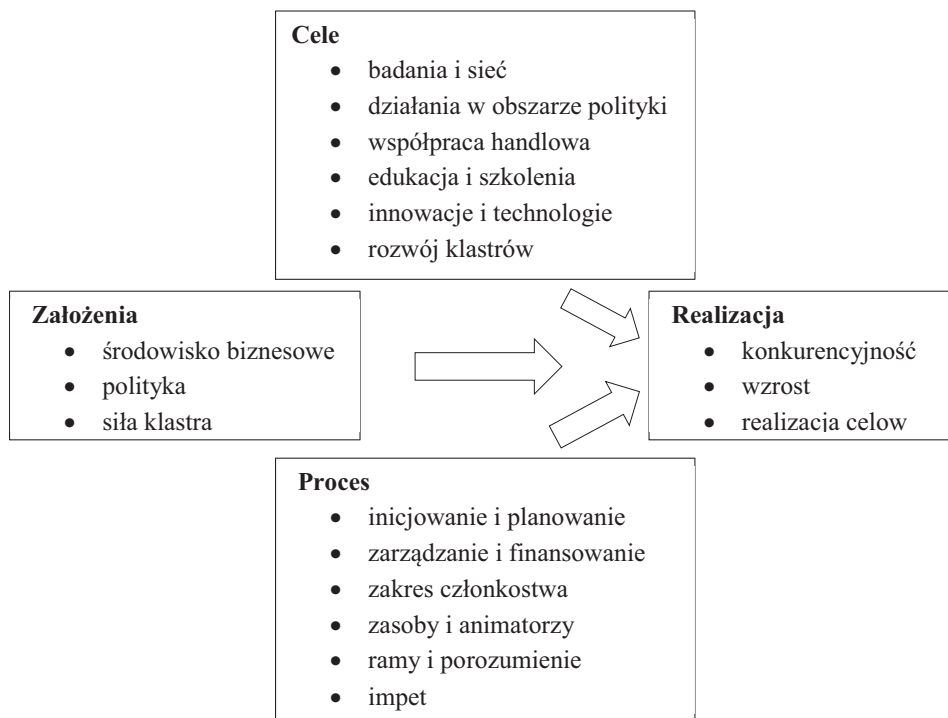 Cele
• badania i sieć
• działania w obszarze polityki
• współpraca handlowa
• edukacja i szkolenia
• innowacje i technologie
• rozwój klastrów
Założenia
• środowisko biznesowe
• polityka
• siła klastra
Realizacja
• konkurencyjność
• wzrost
• realizacja celow
Proces
• inicjowanie i planowanie
• zarządzanie i finansowanie
• zakres członkostwa
• zasoby i animatorzy
• ramy i porozumienie
• impet